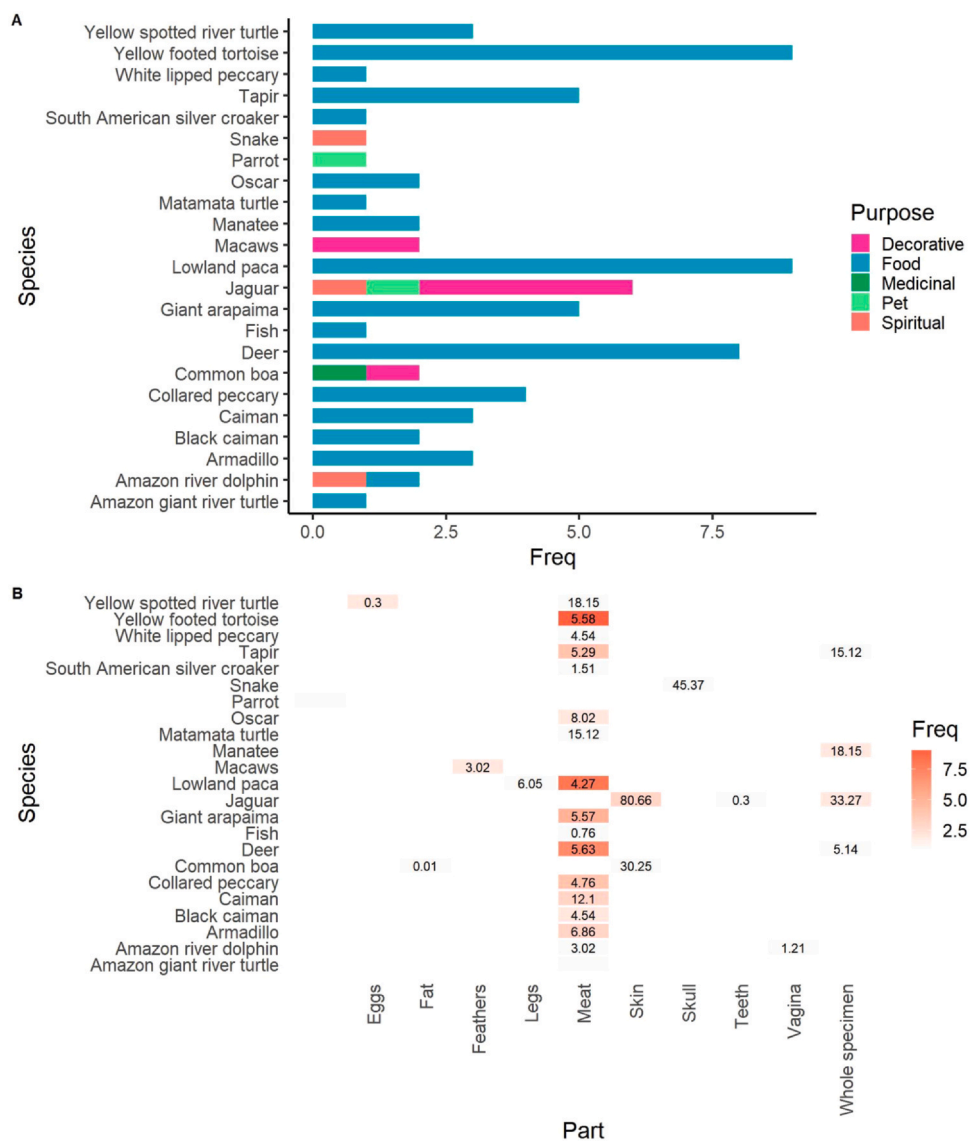 A
Yellow spotted river turtle
Yellow footed tortoise
White lipped peccary
Tapir
South American silver croaker
Snake
Parrot
Oscar
Matamata turtle
Manatee
Macaws
Lowland paca
Jaguar
Giant arapaima
Fish
Deer
Common boa
Collared peccary
Caiman
Black caiman
Armadillo
Amazon river dolphin
Amazon giant river turtle
Species
0.0 2.5 5.0 7.5
Freq
Purpose
Decorative
Food
Medicinal
Pet
Spiritual
B
Yellow spotted river turtle 0.3 18.15
Yellow footed tortoise 5.58
White lipped peccary 4.54
Tapir 5.29 15.12
South American silver croaker 1.51
Snake 45.37
Parrot
Oscar 8.02
Matamata turtle 15.12
Manatee 18.15
Macaws 3.02
Lowland paca 6.05 4.27
Jaguar 80.66 0.3 33.27
Giant arapaima 5.57
Fish 0.76
Deer 5.63 5.14
Common boa 0.01 30.25
Collared peccary 4.76
Caiman 12.1
Black caiman 4.54
Armadillo 6.86
Amazon river dolphin 3.02 1.21
Amazon giant river turtle
Species
Eggs Fat Feathers Legs Meat Skin Skull Teeth Vagina Whole specimen
Part
Freq
7.5
5.0
2.5